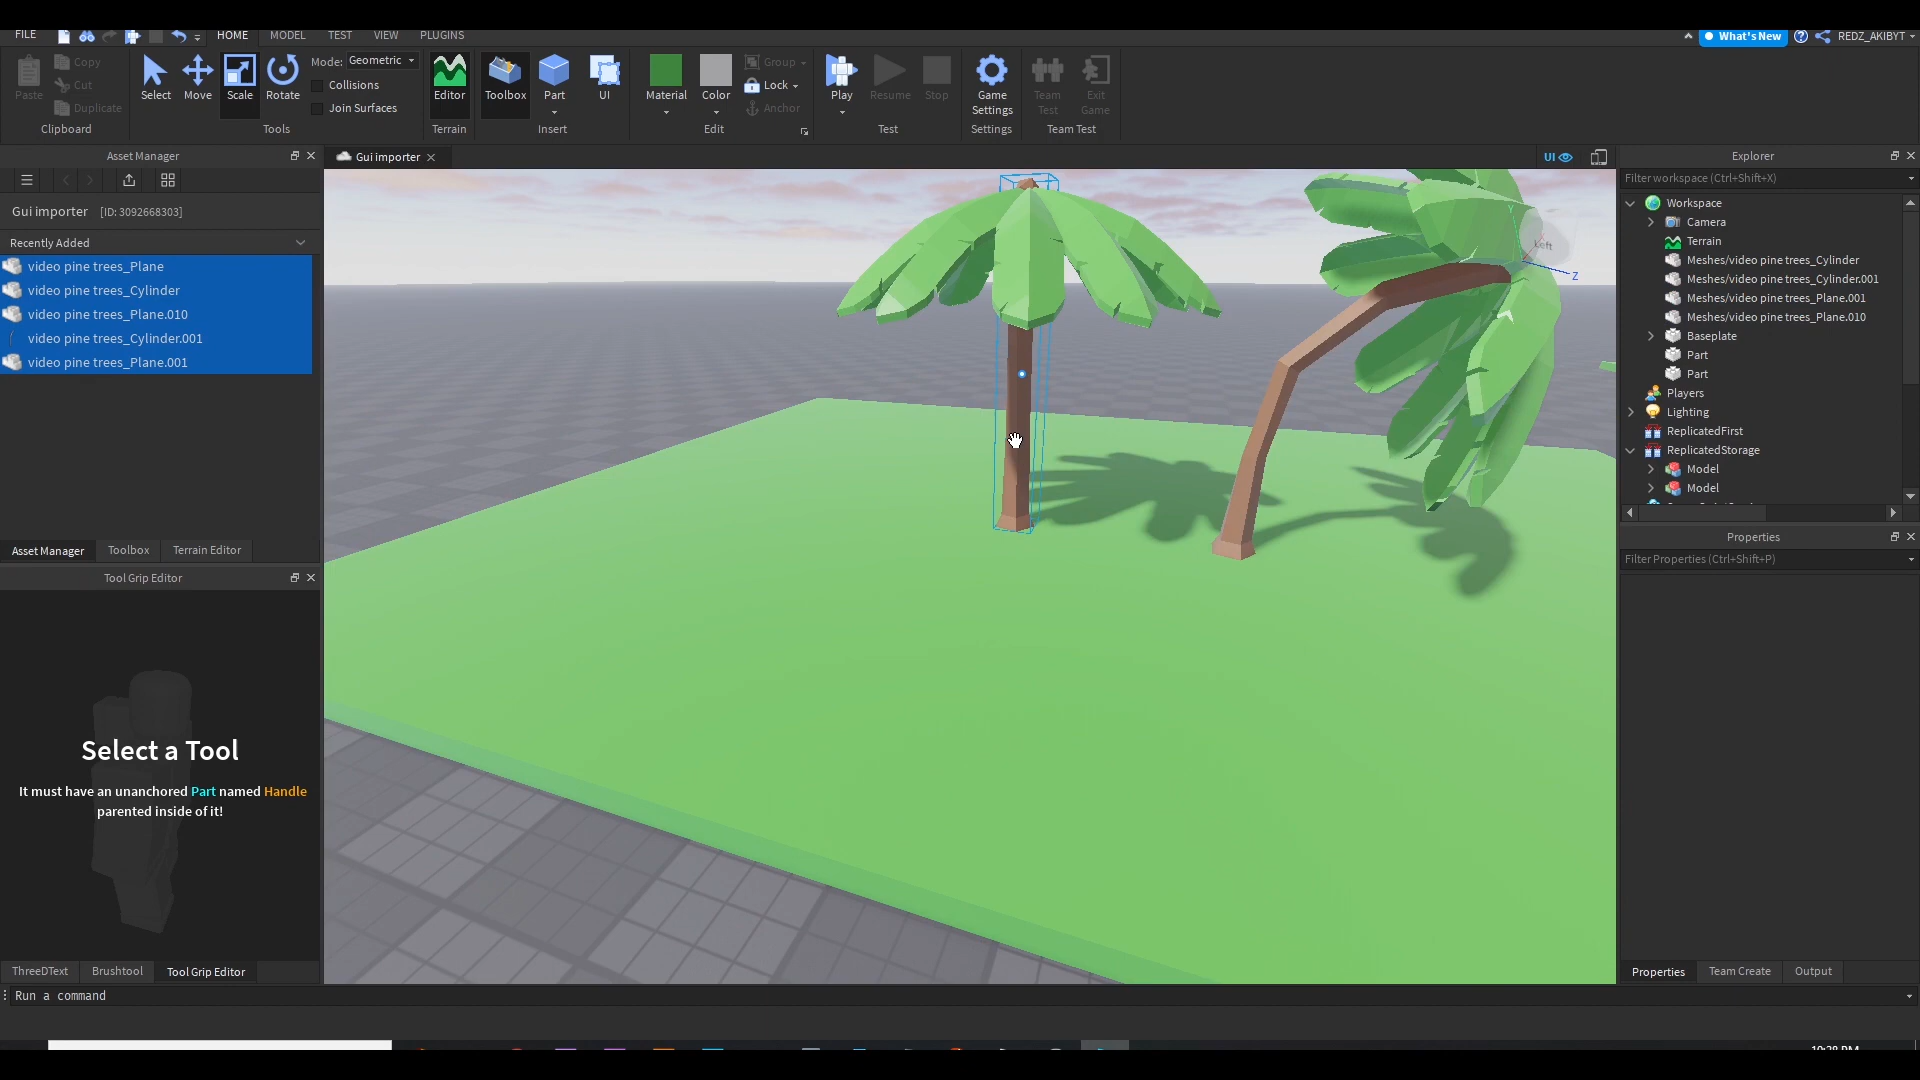 FILE
HOME
MODEL
TEST
VIEW
PLUGINS
What's New
REDZ_AKIBYT
Paste
Copy
Cut
Duplicate
Clipboard
Select
Move
Scale
Rotate
Tools
Mode: Geometric
Collisions
Join Surfaces
Editor
Terrain
Toolbox
Part
UI
Insert
Material
Color
Group
Lock
Anchor
Edit
Play
Resume
Stop
Test
Game
Settings
Settings
Team
Test
Exit
Game
Team Test
Asset Manager
Gui importer [ID: 3092668303]
Recently Added
video pine trees_Plane
video pine trees_Cylinder
video pine trees_Plane.010
video pine trees_Cylinder.001
video pine trees_Plane.001
Asset Manager
Toolbox
Terrain Editor
Tool Grip Editor
Select a Tool
It must have an unanchored Part named Handle
parented inside of it!
ThreeDText
Brushtool
Tool Grip Editor
Run a command
Gui importer
UI
Y
Left
Z
Explorer
Filter workspace (Ctrl+Shift+X)
Workspace
Camera
Terrain
Meshes/video pine trees_Cylinder
Meshes/video pine trees_Cylinder.001
Meshes/video pine trees_Plane.001
Meshes/video pine trees_Plane.010
Baseplate
Part
Part
Players
Lighting
ReplicatedFirst
ReplicatedStorage
Model
Model
Properties
Filter Properties (Ctrl+Shift+P)
Properties
Team Create
Output